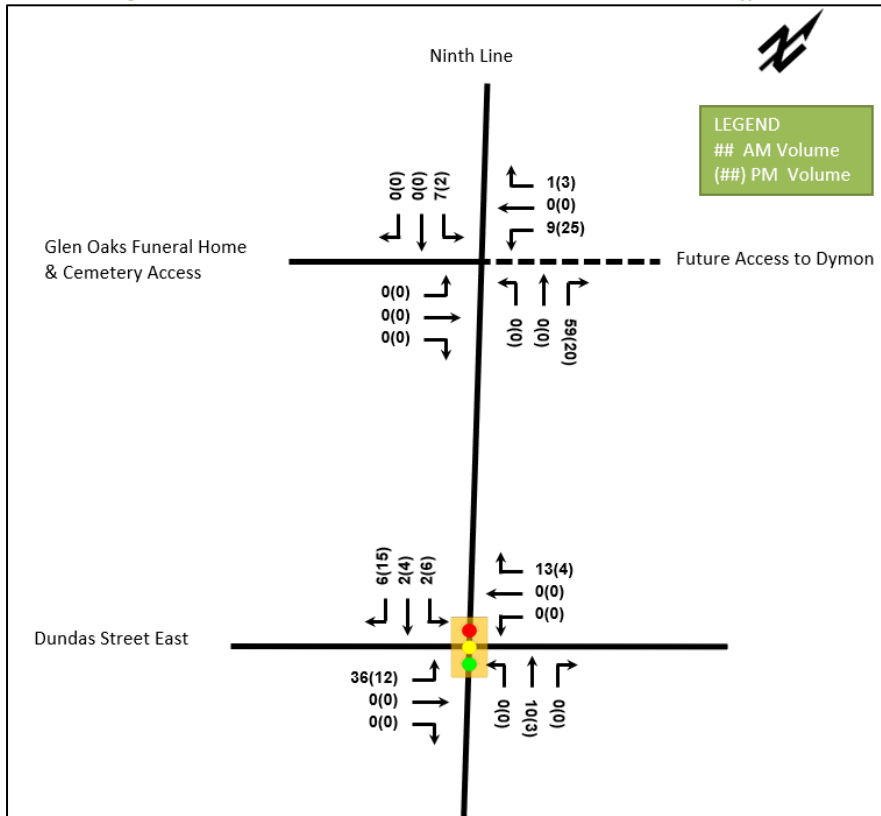 Ninth Line
N
LEGEND
## AM Volume
(##) PM Volume
0(0)
0(0)
7(2)
1(3)
0(0)
9(25)
Glen Oaks Funeral Home
& Cemetery Access
Future Access to Dymon
0(0)
0(0)
0(0)
0(0)
0(0)
59(20)
6(15)
2(4)
2(6)
13(4)
0(0)
0(0)
Dundas Street East
36(12)
0(0)
0(0)
0(0)
10(3)
0(0)